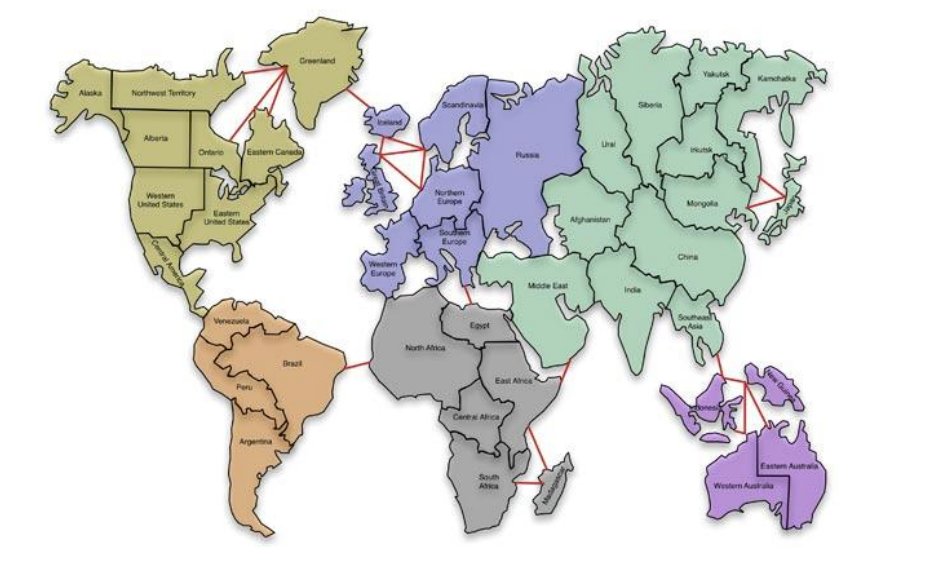 Greenland
Alaska
Northwest Territory
Alberta
Ontario
Eastern Canada
Western
United States
Eastern
United States
Central America
Venezuela
Brazil
Peru
Argentina
Iceland
Scandinavia
Great Britain
Russia
Northern
Europe
Southern
Europe
Western
Europe
North Africa
Egypt
East Africa
Central Africa
South
Africa
Madagascar
Siberia
Yakutsk
Kamchatka
Ural
Irkutsk
Mongolia
Japan
Afghanistan
China
Middle East
India
Southeast
Asia
Indonesia
New Guinea
Eastern Australia
Western Australia